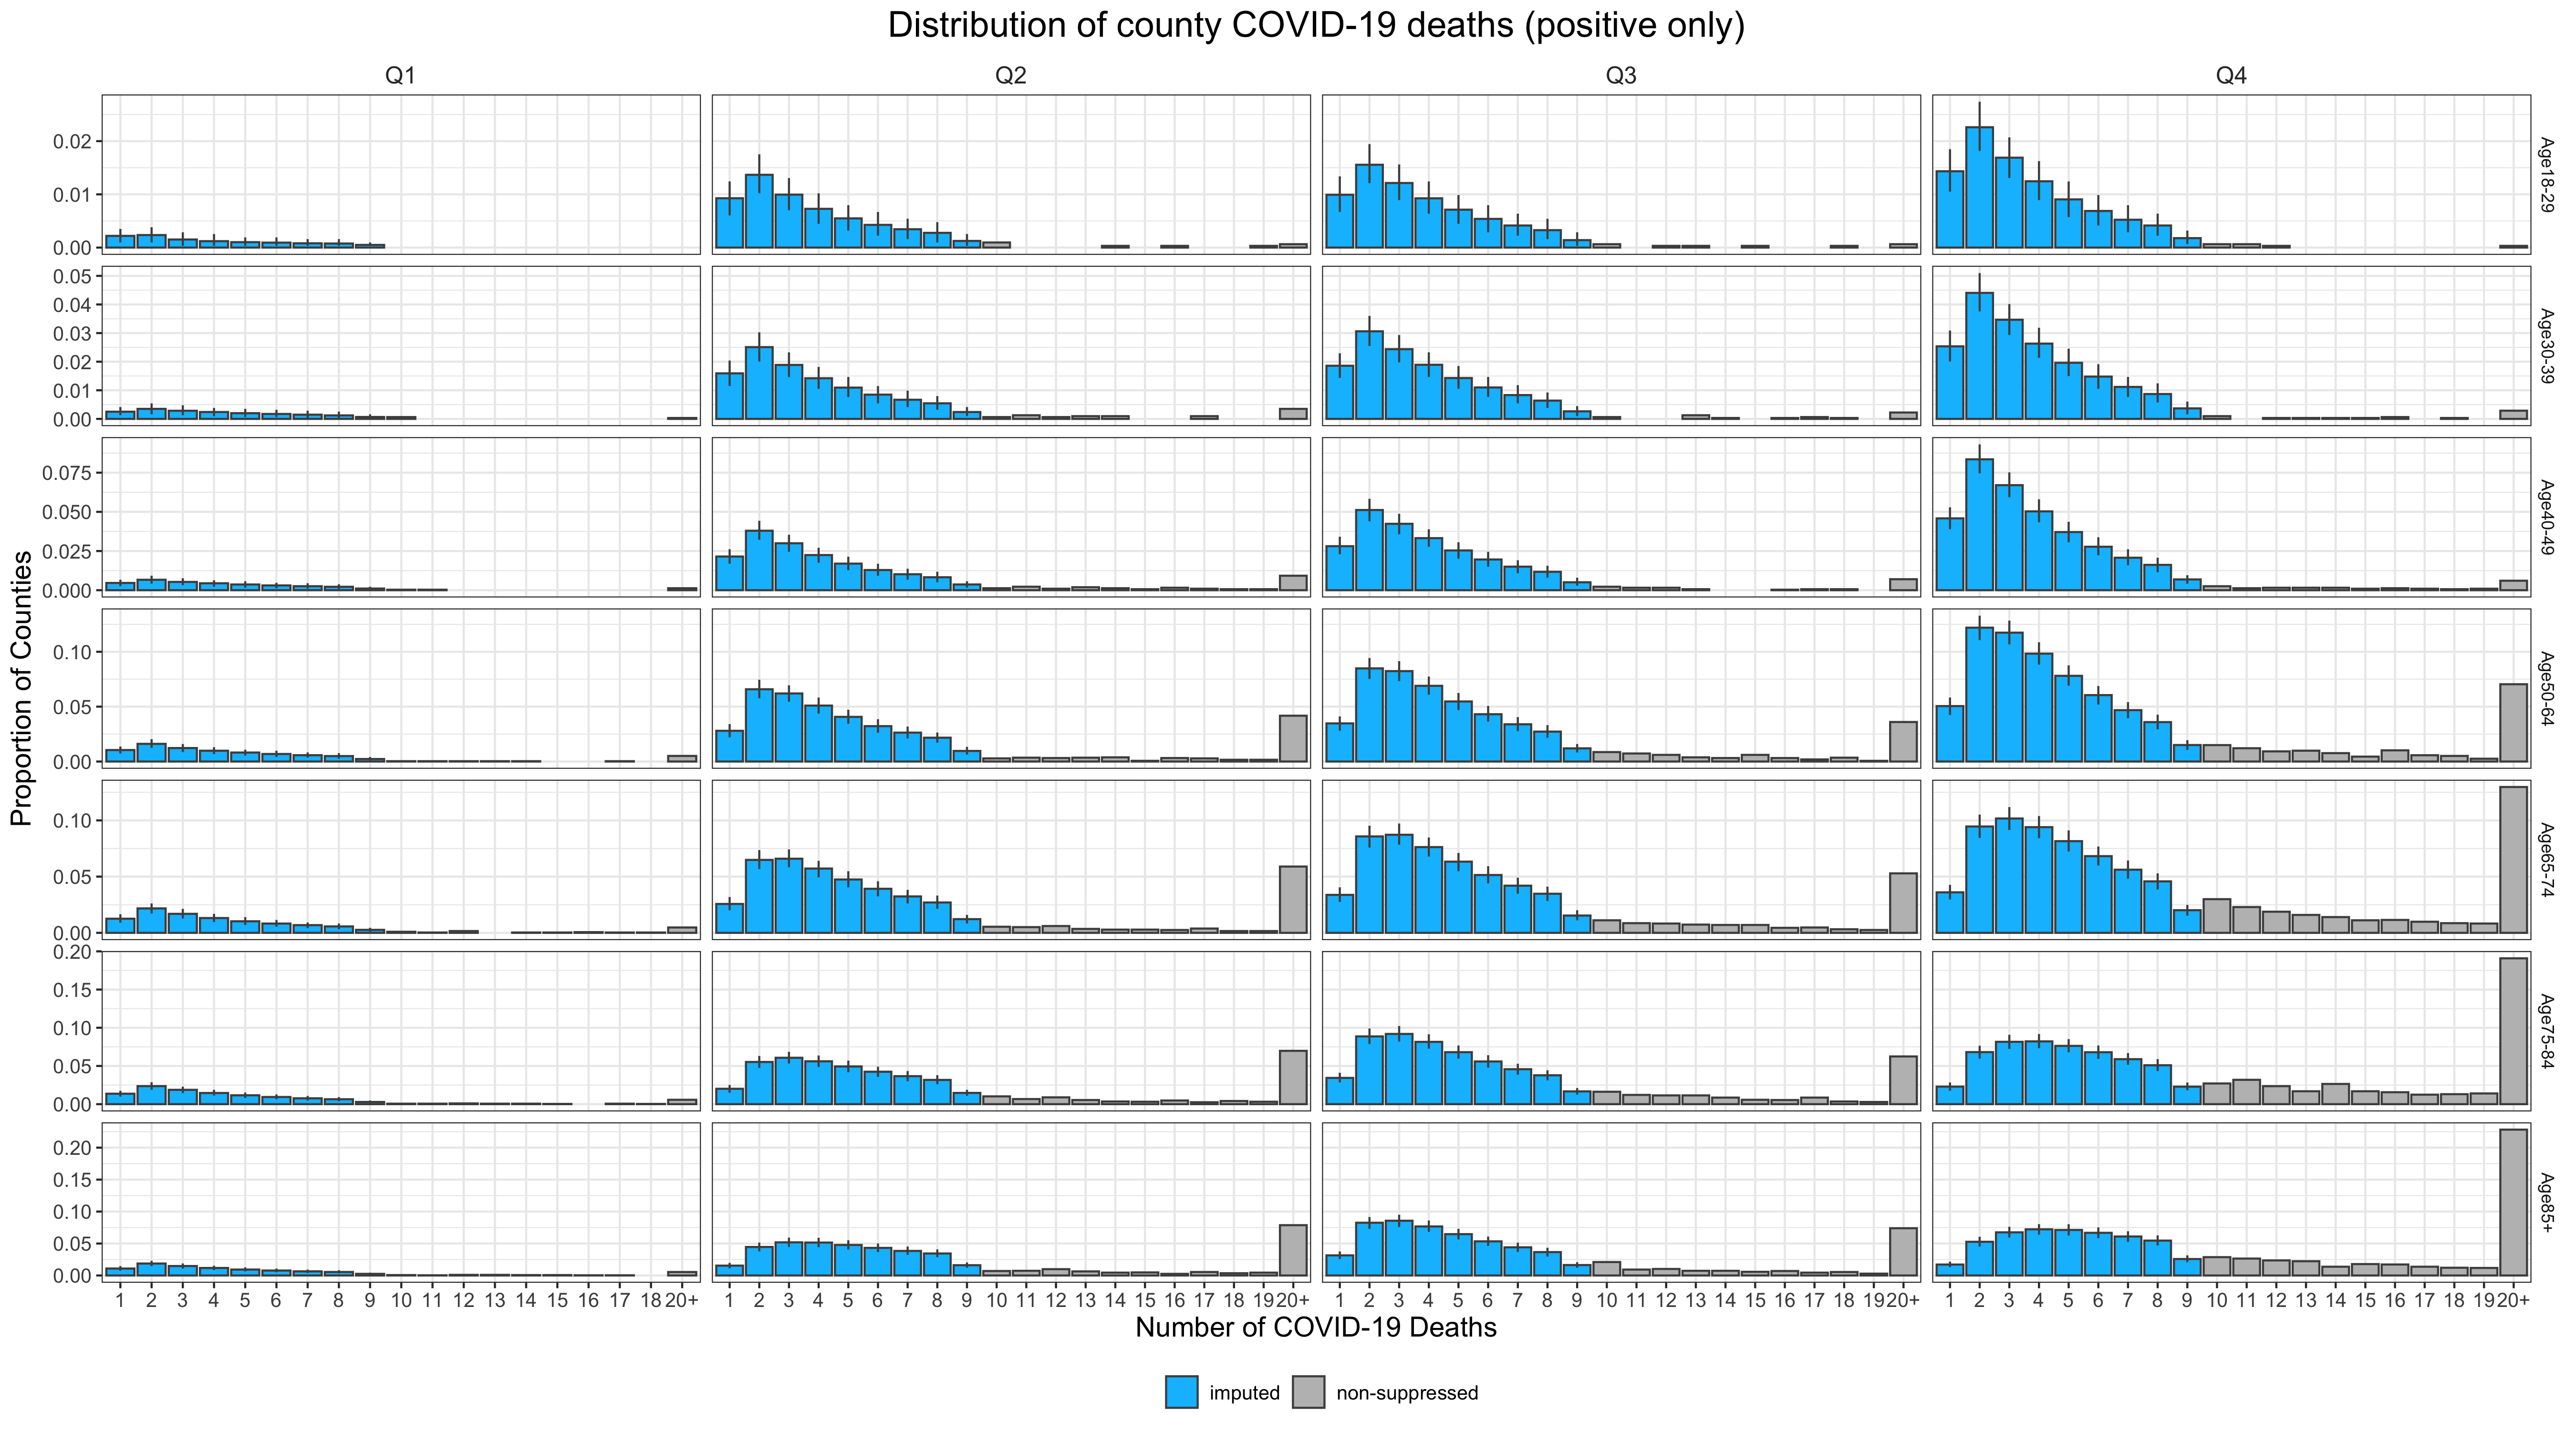 Distribution of county COVID-19 deaths (positive only)
Q1 Q2 Q3 Q4
Proportion of Counties
0.02
0.01
0.00
Age18-29
0.05
0.04
0.03
0.02
0.01
0.00
Age30-39
0.075
0.050
0.025
0.000
Age40-49
0.10
0.05
0.00
Age50-64
0.10
0.05
0.00
Age65-74
0.20
0.15
0.10
0.05
0.00
Age75-84
0.20
0.15
0.10
0.05
0.00
Age85+
1 2 3 4 5 6 7 8 9 10 11 12 13 14 15 16 17 18 20+ 1 2 3 4 5 6 7 8 9 10 11 12 13 14 15 16 17 18 19 20+ 1 2 3 4 5 6 7 8 9 10 11 12 13 14 15 16 17 18 19 20+ 1 2 3 4 5 6 7 8 9 10 11 12 13 14 15 16 17 18 19 20+
Number of COVID-19 Deaths
imputed non-suppressed